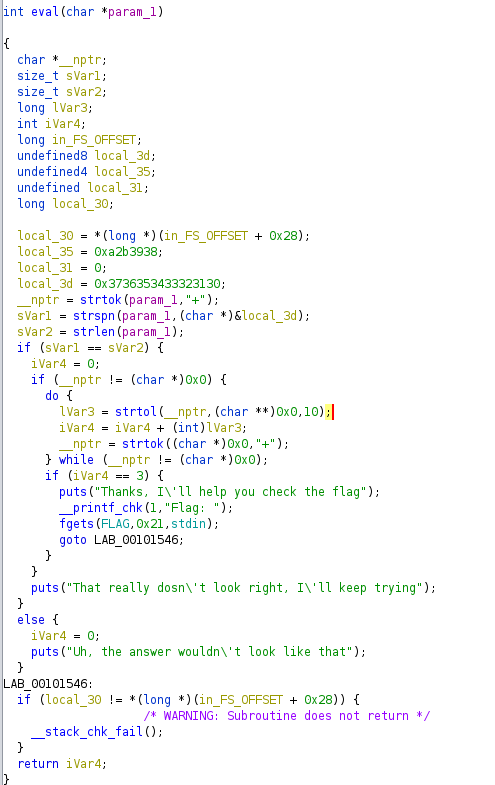 int eval(char *param_1)
{
char *__nptr;
size_t sVar1;
size_t sVar2;
long lVar3;
int iVar4;
long in_FS_OFFSET;
undefined8 local_3d;
undefined4 local_35;
undefined local_31;
long local_30;
local_30 = *(long *)(in_FS_OFFSET + 0x28);
local_35 = 0xa2b3938;
local_31 = 0;
local_3d = 0x3736353433323130;
__nptr = strtok(param_1,"+");
sVar1 = strspn(param_1,(char *)&local_3d);
sVar2 = strlen(param_1);
if (sVar1 == sVar2) {
iVar4 = 0;
if (__nptr != (char *)0x0) {
do {
lVar3 = strtol(__nptr,(char **)0x0,10);
iVar4 = iVar4 + (int)lVar3;
__nptr = strtok((char *)0x0,"+");
} while (__nptr != (char *)0x0);
if (iVar4 == 3) {
puts("Thanks, I\'ll help you check the flag");
__printf_chk(1,"Flag: ");
fgets(FLAG,0x21,stdin);
goto LAB_00101546;
}
}
puts("That really dosn\'t look right, I\'ll keep trying");
}
else {
iVar4 = 0;
puts("Uh, the answer wouldn\'t look like that");
}
LAB_00101546:
if (local_30 != *(long *)(in_FS_OFFSET + 0x28)) {
/* WARNING: Subroutine does not return */
__stack_chk_fail();
}
return iVar4;
}